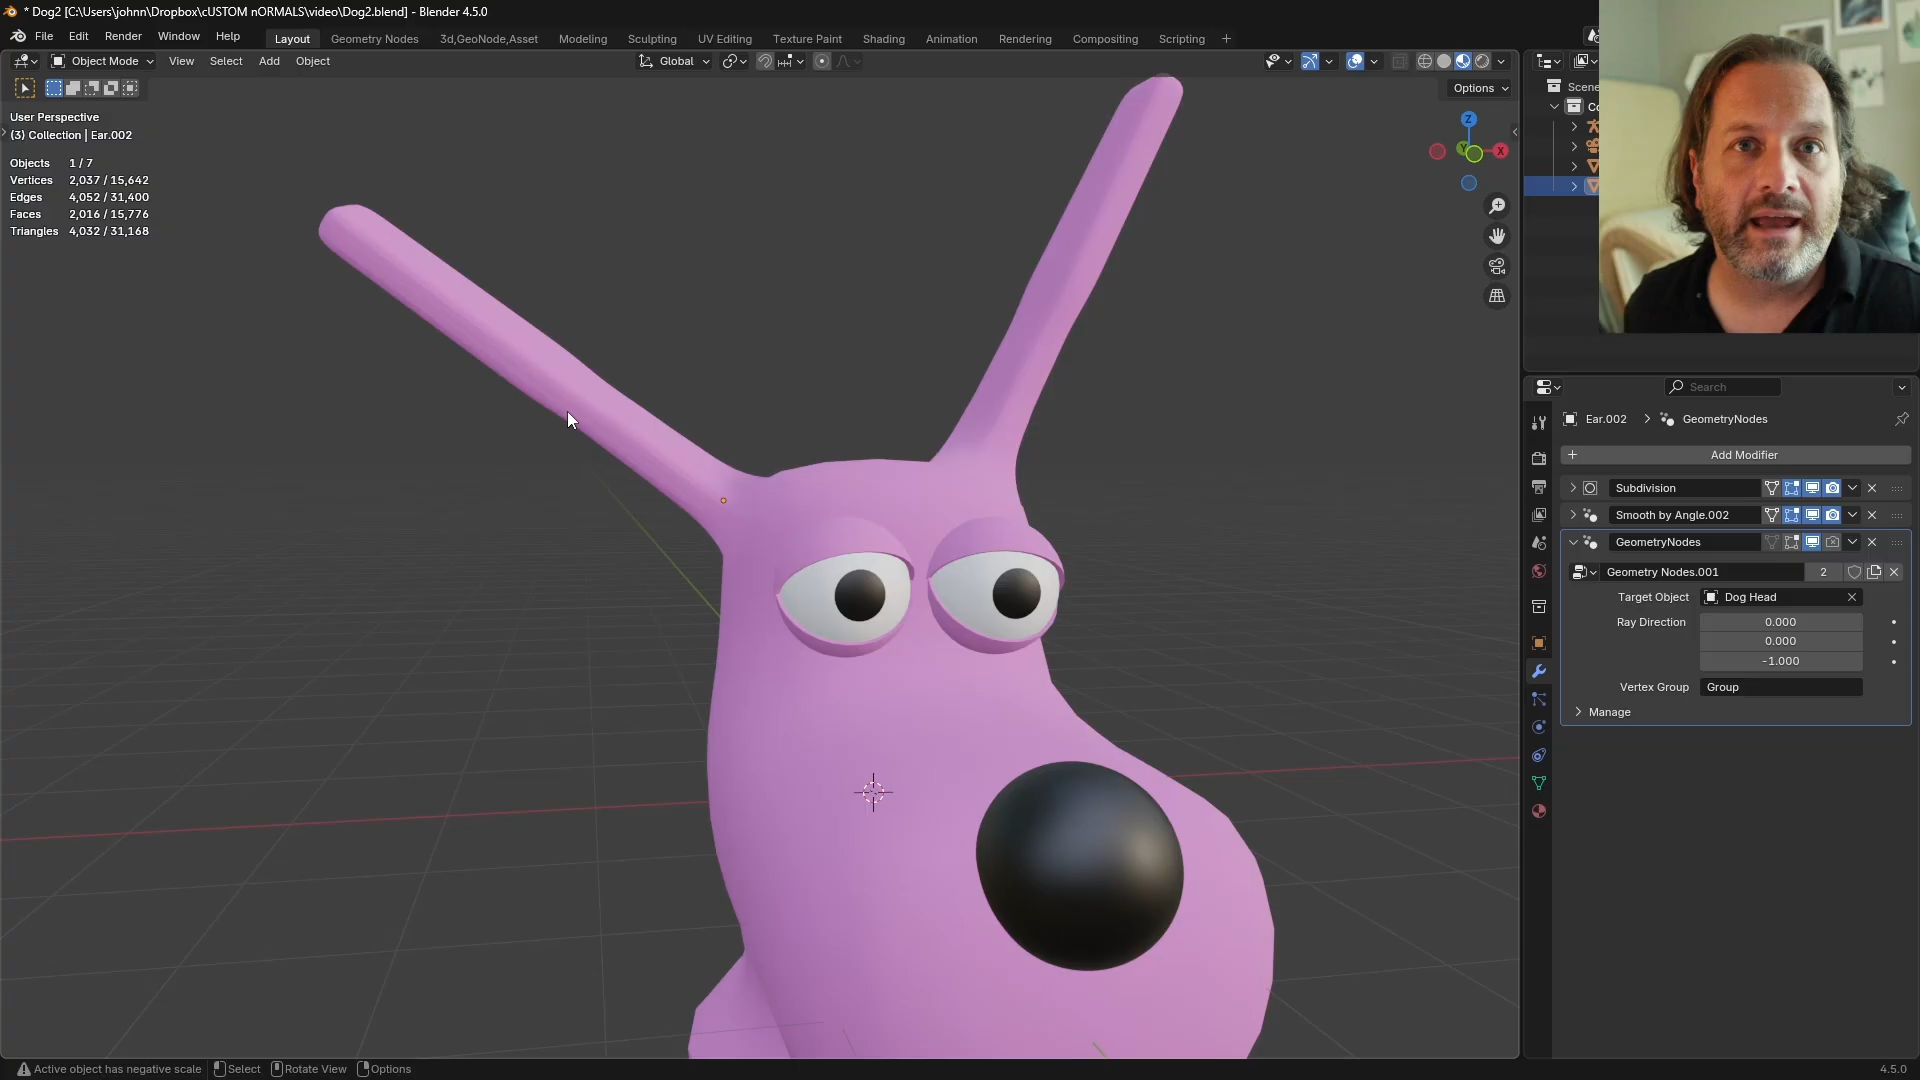 * Dog2 [C:\Users\johnn\Dropbox\cUSTOM nORMALS\video\Dog2.blend] - Blender 4.5.0
File Edit Render Window Help Layout Geometry Nodes 3d,GeoNode,Asset Modeling Sculpting UV Editing Texture Paint Shading Animation Rendering Compositing Scripting +
Object Mode View Select Add Object Global
Options
User Perspective
(3) Collection | Ear.002
Objects 1 / 7
Vertices 2,037 / 15,642
Edges 4,052 / 31,400
Faces 2,016 / 15,776
Triangles 4,032 / 31,168
Z
Y
X
Scene
Co
Search
Ear.002 > GeometryNodes
+ Add Modifier
Subdivision
Smooth by Angle.002
GeometryNodes
Geometry Nodes.001 2
Target Object Dog Head
Ray Direction 0.000
0.000
-1.000
Vertex Group Group
Manage
Active object has negative scale Select Rotate View Options 4.5.0